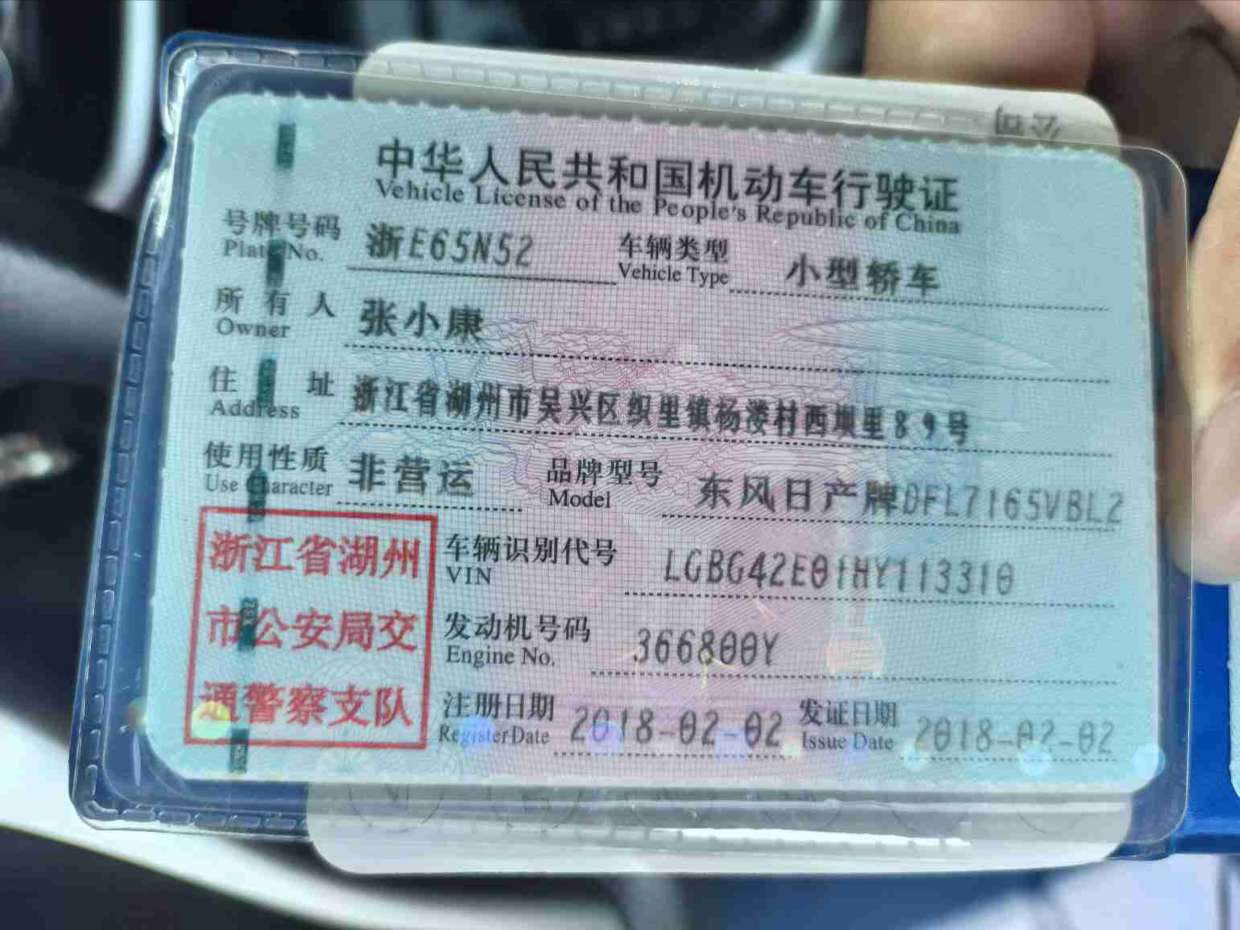 公司
中华人民共和国机动车行驶证
Vehicle License of the People's Republic of China
号牌号码 浙E65N52 车辆类型 小型轿车
Plate No. Vehicle Type
所有人 张小康
Owner
住址 浙江省湖州市吴兴区织里镇杨溇村西坝里89号
Address
使用性质 非营运 品牌型号 东风日产牌DFL7165VBL2
Use Character Model
浙江省湖州 车辆识别代号 LGBG42E01HY113310
VIN
市公安局交 发动机号码 366800Y
Engine No.
通警察支队 注册日期 2018-02-02 发证日期 2018-02-02
Register Date Issue Date